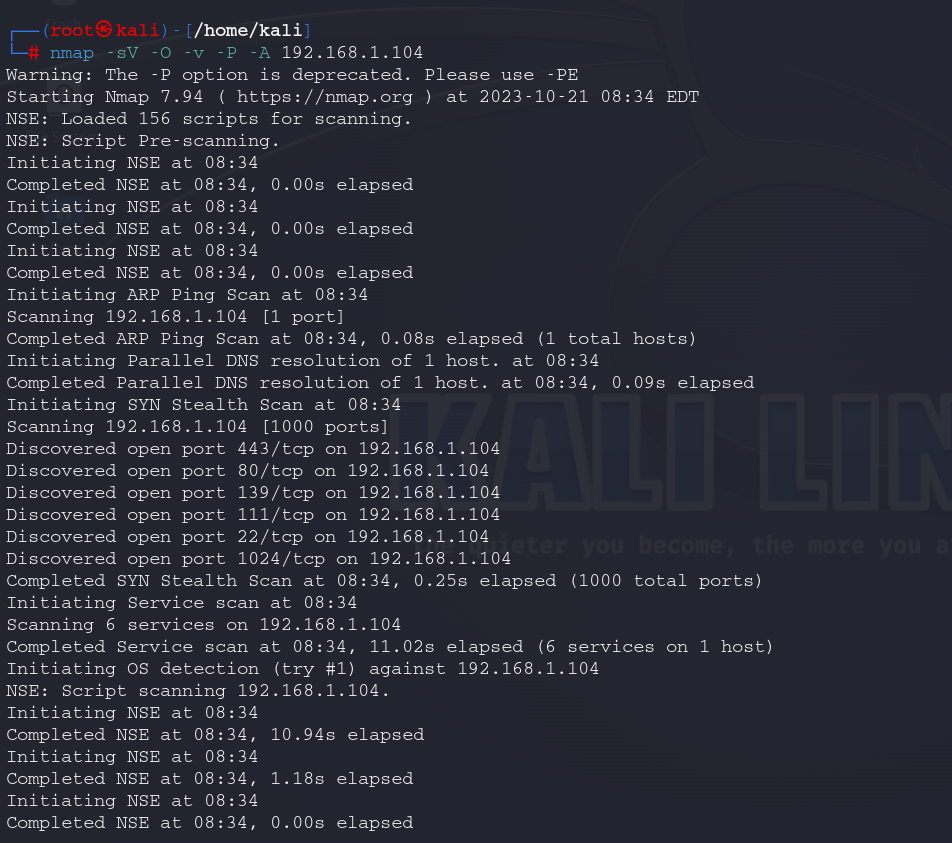 Trash
┌──(root㉿kali)-[/home/kali]
└─# nmap -sV -O -v -P -A 192.168.1.104
Warning: The -P option is deprecated. Please use -PE
Starting Nmap 7.94 ( https://nmap.org ) at 2023-10-21 08:34 EDT
NSE: Loaded 156 scripts for scanning.
NSE: Script Pre-scanning.
Initiating NSE at 08:34
Completed NSE at 08:34, 0.00s elapsed
Initiating NSE at 08:34
Completed NSE at 08:34, 0.00s elapsed
Initiating NSE at 08:34
Completed NSE at 08:34, 0.00s elapsed
Initiating ARP Ping Scan at 08:34
Scanning 192.168.1.104 [1 port]
Completed ARP Ping Scan at 08:34, 0.08s elapsed (1 total hosts)
Initiating Parallel DNS resolution of 1 host. at 08:34
Completed Parallel DNS resolution of 1 host. at 08:34, 0.09s elapsed
Initiating SYN Stealth Scan at 08:34
Scanning 192.168.1.104 [1000 ports]
KALI LIN
Discovered open port 443/tcp on 192.168.1.104
Discovered open port 80/tcp on 192.168.1.104
Discovered open port 139/tcp on 192.168.1.104
Discovered open port 111/tcp on 192.168.1.104
Discovered open port 22/tcp on 192.168.1.104
quieter you become, the more you a
Discovered open port 1024/tcp on 192.168.1.104
Completed SYN Stealth Scan at 08:34, 0.25s elapsed (1000 total ports)
Initiating Service scan at 08:34
Scanning 6 services on 192.168.1.104
Completed Service scan at 08:34, 11.02s elapsed (6 services on 1 host)
Initiating OS detection (try #1) against 192.168.1.104
NSE: Script scanning 192.168.1.104.
Initiating NSE at 08:34
Completed NSE at 08:34, 10.94s elapsed
Initiating NSE at 08:34
Completed NSE at 08:34, 1.18s elapsed
Initiating NSE at 08:34
Completed NSE at 08:34, 0.00s elapsed